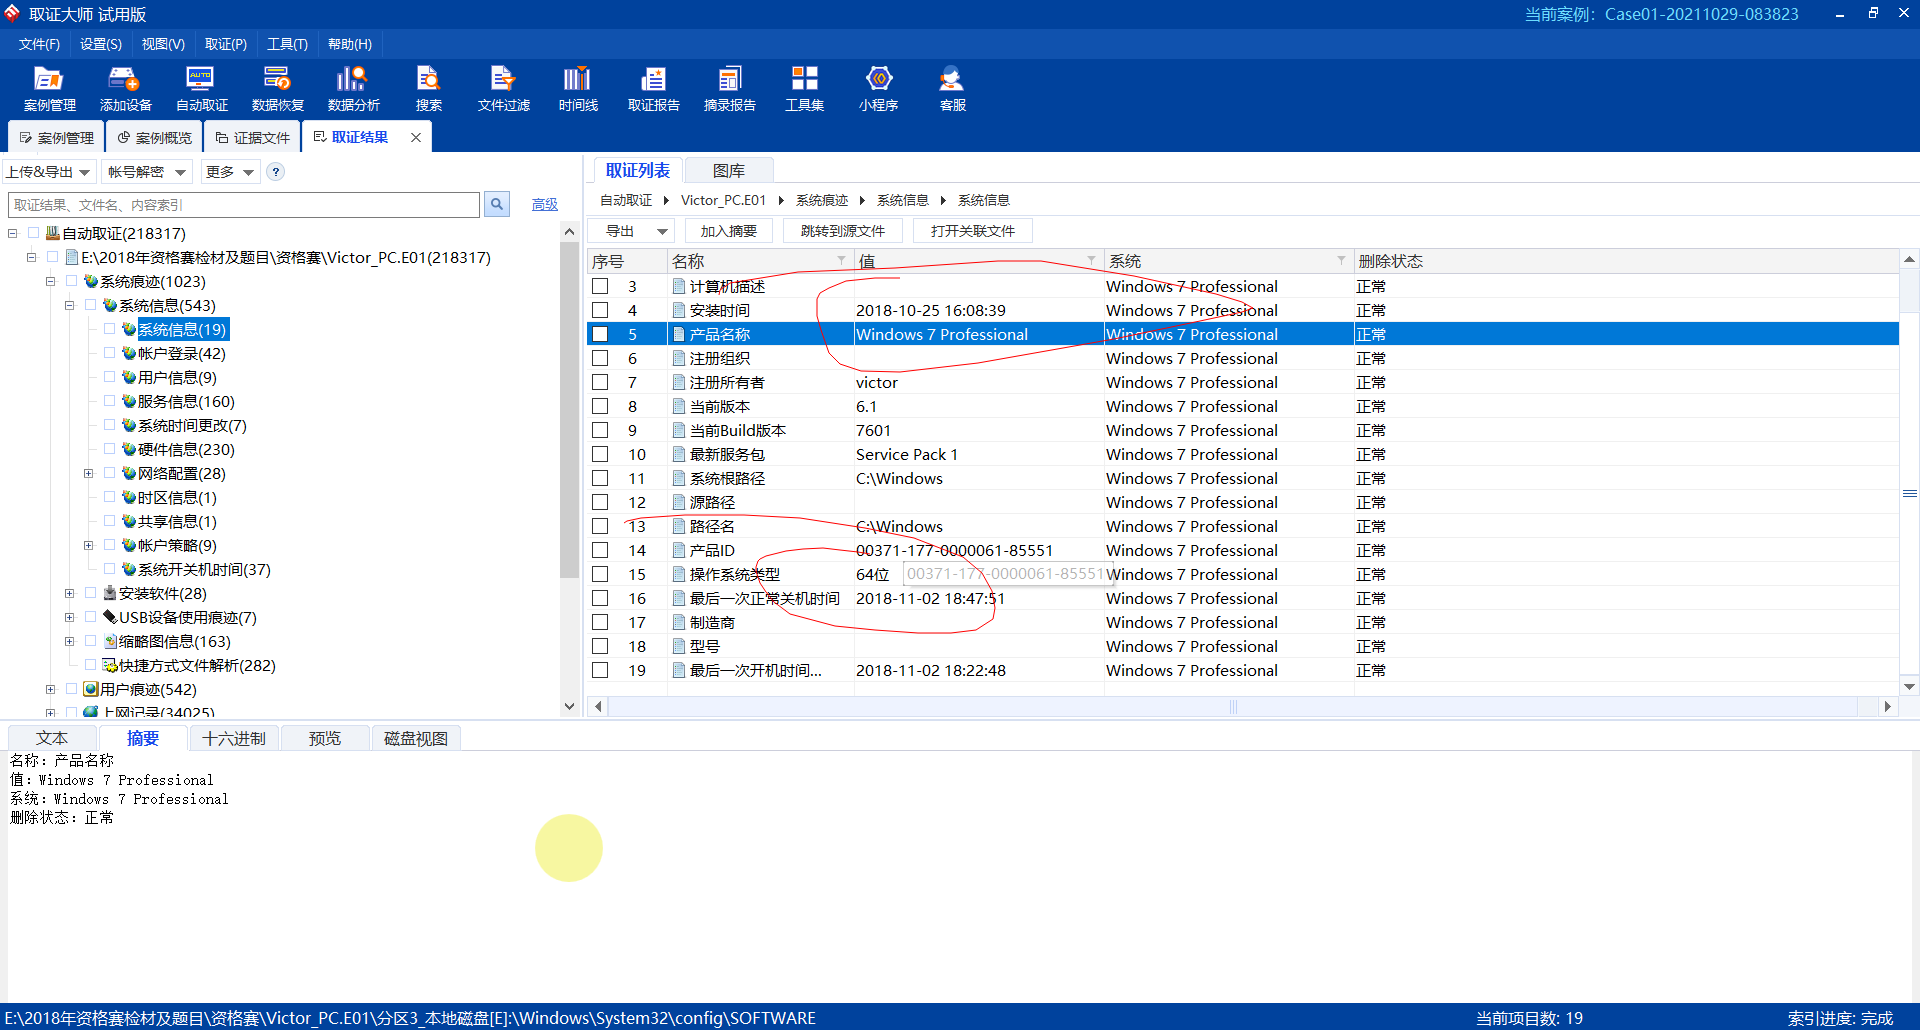 取证大师 试用版
当前案例： Case01-20211029-083823
文件(F) 设置(S) 视图(V) 取证(P) 工具(T) 帮助(H)
案例管理 添加设备 自动取证 数据恢复 数据分析 搜索 文件过滤 时间线 取证报告 摘录报告 工具集 小程序 客服
案例管理 案例概览 证据文件 取证结果
上传&导出 帐号解密 更多 ?
取证结果、文件名、内容索引 高级
自动取证(218317)
E:\2018年资格赛检材及题目\资格赛\Victor_PC.E01(218317)
系统痕迹(1023)
系统信息(543)
系统信息(19)
帐户登录(42)
用户信息(9)
服务信息(160)
系统时间更改(7)
硬件信息(230)
网络配置(28)
时区信息(1)
共享信息(1)
帐户策略(9)
系统开关机时间(37)
安装软件(28)
USB设备使用痕迹(7)
缩略图信息(163)
快捷方式文件解析(282)
用户痕迹(542)
上网记录(34025)
取证列表 图库
自动取证 Victor_PC.E01 系统痕迹 系统信息 系统信息
导出 加入摘要 跳转到源文件 打开关联文件
序号 名称 值 系统 删除状态
3 计算机描述 Windows 7 Professional 正常
4 安装时间 2018-10-25 16:08:39 Windows 7 Professional 正常
5 产品名称 Windows 7 Professional Windows 7 Professional 正常
6 注册组织 Windows 7 Professional 正常
7 注册所有者 victor Windows 7 Professional 正常
8 当前版本 6.1 Windows 7 Professional 正常
9 当前Build版本 7601 Windows 7 Professional 正常
10 最新服务包 Service Pack 1 Windows 7 Professional 正常
11 系统根路径 C:\Windows Windows 7 Professional 正常
12 源路径 Windows 7 Professional 正常
13 路径名 C:\Windows Windows 7 Professional 正常
14 产品ID 00371-177-0000061-85551 Windows 7 Professional 正常
15 操作系统类型 64位 00371-177-0000061-85551 Windows 7 Professional 正常
16 最后一次正常关机时间 2018-11-02 18:47:51 Windows 7 Professional 正常
17 制造商 Windows 7 Professional 正常
18 型号 Windows 7 Professional 正常
19 最后一次开机时间... 2018-11-02 18:22:48 Windows 7 Professional 正常
文本 摘要 十六进制 预览 磁盘视图
名称：产品名称
值：Windows 7 Professional
系统：Windows 7 Professional
删除状态：正常
E:\2018年资格赛检材及题目\资格赛\Victor_PC.E01\分区3_本地磁盘[E]:\Windows\System32\config\SOFTWARE
当前项目数: 19
索引进度: 完成